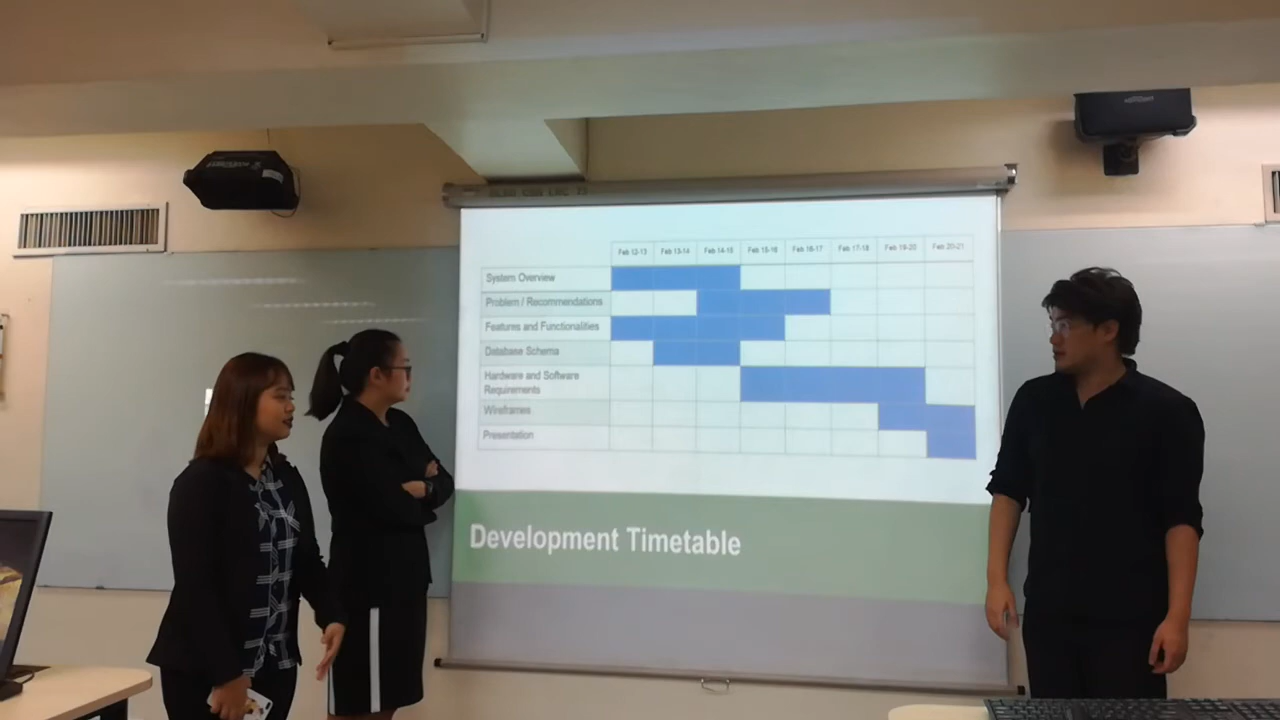 Feb 12-13 Feb 13-14 Feb 14-15 Feb 15-16 Feb 16-17 Feb 17-18 Feb 19-20 Feb 20-21
System Overview
Problem / Recommendations
Features and Functionalities
Database Schema
Hardware and Software
Requirements
Wireframes
Presentation
Development Timetable